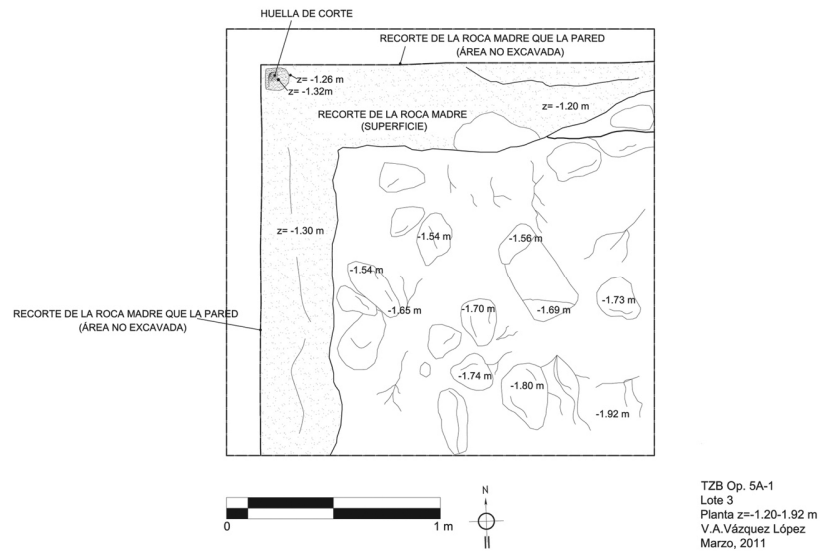 HUELLA DE CORTE
RECORTE DE LA ROCA MADRE QUE LA PARED
(ÁREA NO EXCAVADA)
z= -1.26 m
z= -1.32m
z= -1.20 m
RECORTE DE LA ROCA MADRE
(SUPERFICIE)
z= -1.30 m
-1.54 m
-1.56 m
-1.54 m
-1.65 m
-1.70 m
-1.69 m
-1.73 m
RECORTE DE LA ROCA MADRE QUE LA PARED
(ÁREA NO EXCAVADA)
-1.74 m
-1.80 m
-1.92 m
N
0
1 m
TZB Op. 5A-1
Lote 3
Planta z=-1.20-1.92 m
V.A.Vázquez López
Marzo, 2011